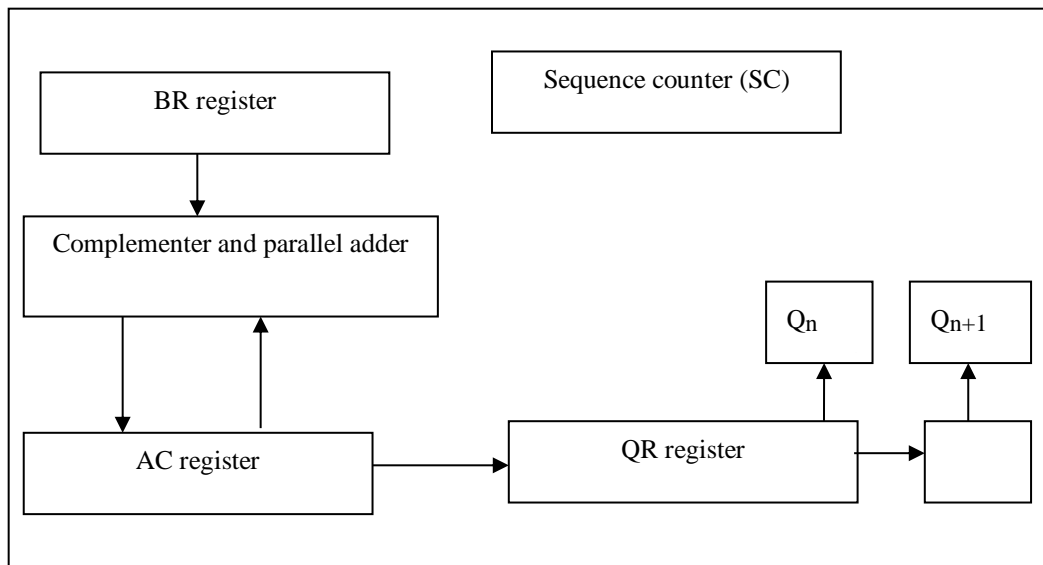 BR register
Sequence counter (SC)
Complementer and parallel adder
Qn
Qn+1
AC register
QR register